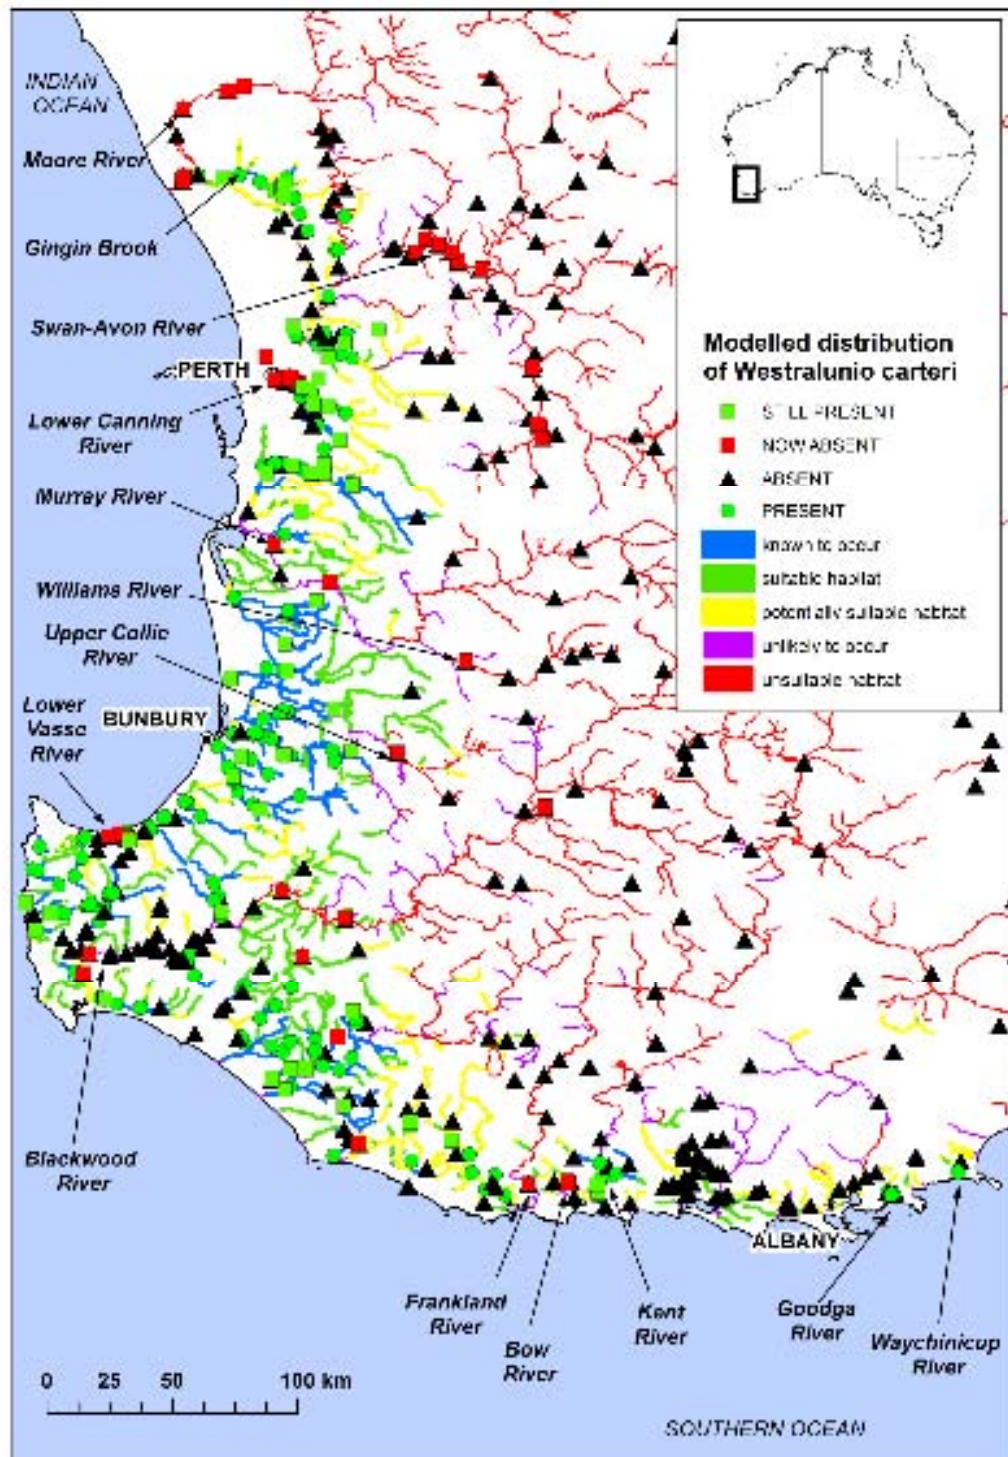 INDIAN
OCEAN
Moore River
Gingin Brook
Swan-Avon River
PERTH
Lower Canning
River
Murray River
Williams River
Upper Collie
River
Lower
Vasse
River
BUNBURY
Modelled distribution
of Westralunio carteri
STILL PRESENT
NOW ABSENT
ABSENT
PRESENT
known to occur
suitable habitat
potentially suitable habitat
unlikely to occur
unsuitable habitat
Blackwood
River
ALBANY
Frankland
River
Bow
River
Kent
River
Goodga
River
Waychinicup
River
0 25 50 100 km
SOUTHERN OCEAN